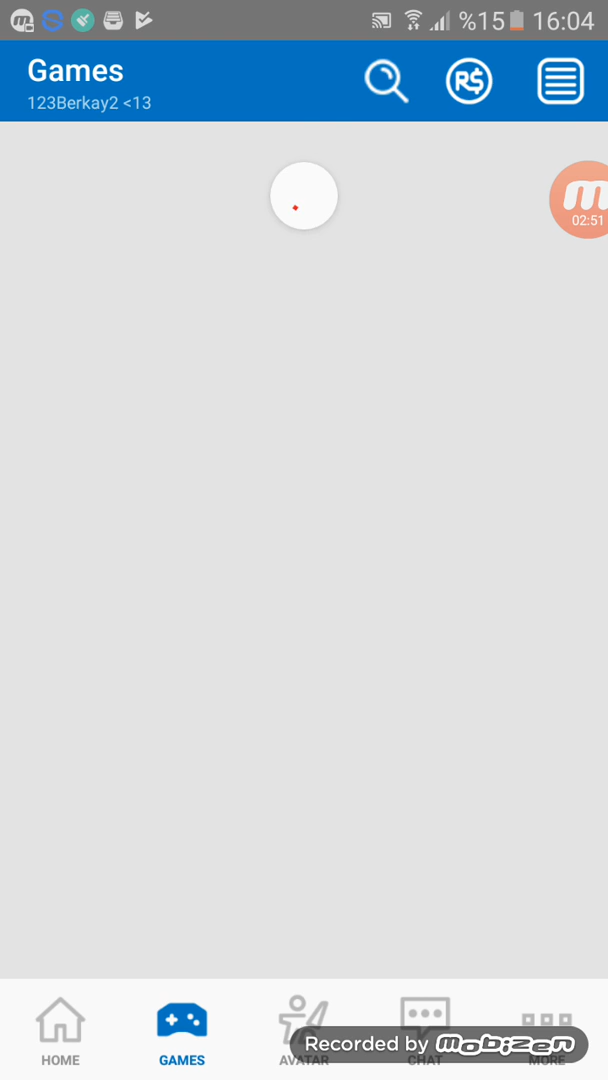 %15 16:04
Games
123Berkay2 <13
R$
m
02:51
HOME
GAMES
AVATAR
CHAT
MORE
Recorded by mobizen